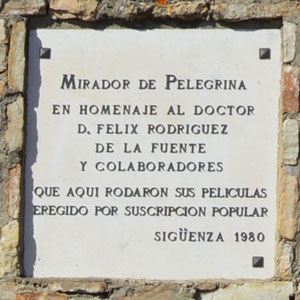 MIRADOR DE PELEGRINA
EN HOMENAJE AL DOCTOR
D. FELIX RODRIGUEZ
DE LA FUENTE
Y COLABORADORES
QUE AQUI RODARON SUS PELICULAS
EREGIDO POR SUSCRIPCION POPULAR
SIGÜENZA 1980